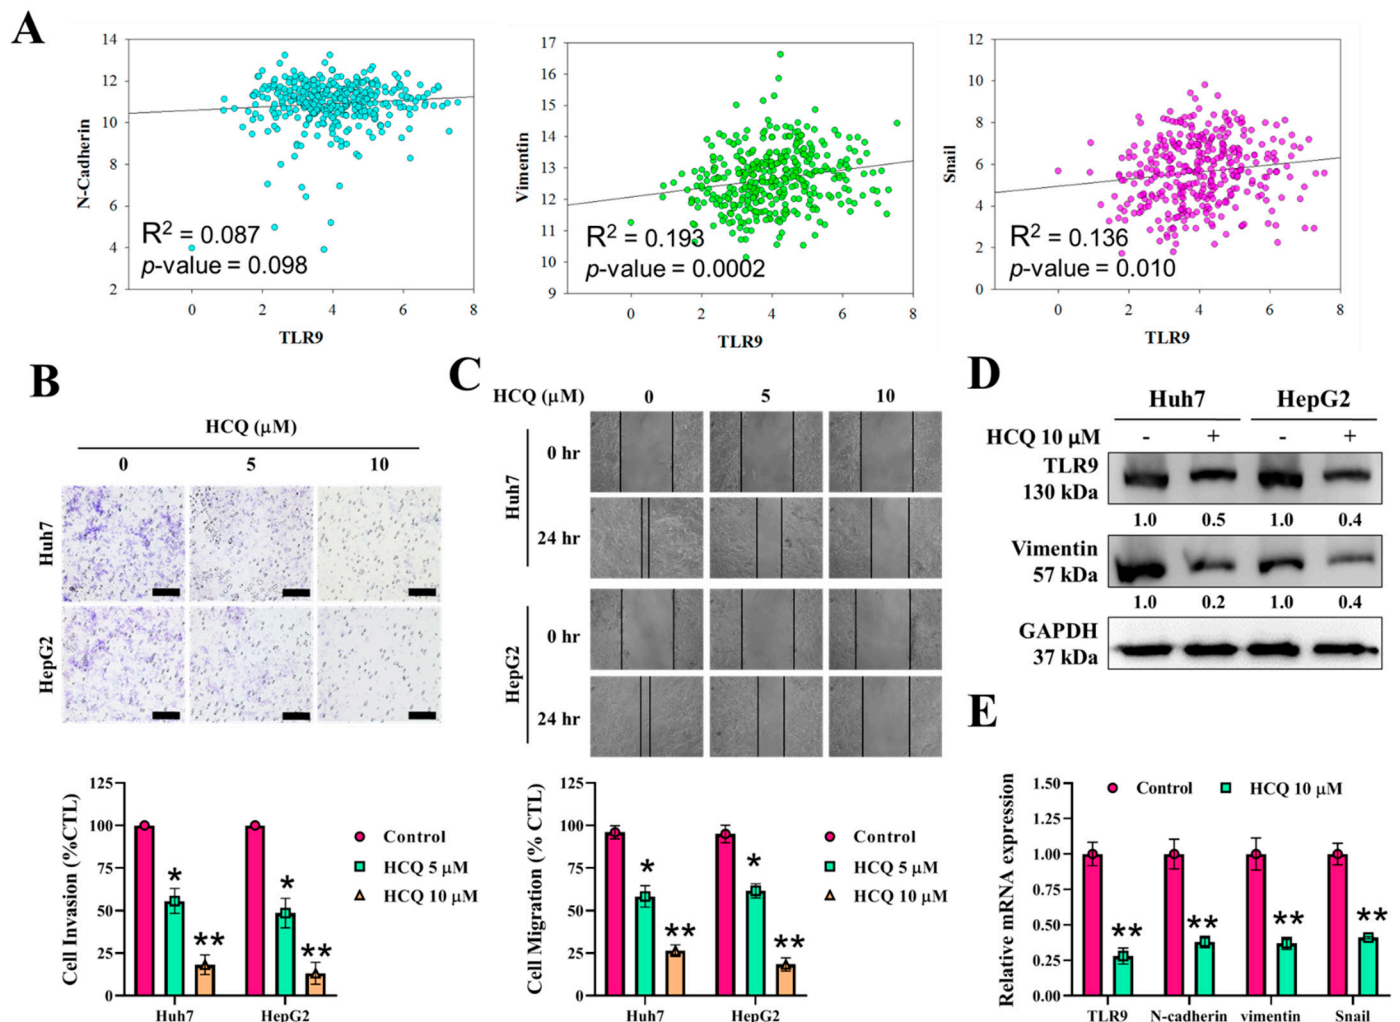 A
14
12
10
8
6
4
2
N-Cadherin
R² = 0.087
p-value = 0.098
0 2 4 6 8
TLR9
17
16
15
14
13
12
11
10
9
Vimentin
R² = 0.193
p-value = 0.0002
0 2 4 6 8
TLR9
12
10
8
6
4
2
0
Snail
R² = 0.136
p-value = 0.010
0 2 4 6 8
TLR9
B
HCQ (μM)
0 5 10
Huh7
HepG2
125
100
75
50
25
0
Cell Invasion (%CTL)
* ** * **
Huh7 HepG2
Control
HCQ 5 μM
HCQ 10 μM
C
HCQ (μM) 0 5 10
Huh7
0 hr
24 hr
HepG2
0 hr
24 hr
125
100
75
50
25
0
Cell Migration (% CTL)
* ** * **
Huh7 HepG2
Control
HCQ 5 μM
HCQ 10 μM
D
Huh7 HepG2
HCQ 10 μM - + - +
TLR9
130 kDa
1.0 0.5 1.0 0.4
Vimentin
57 kDa
1.0 0.2 1.0 0.4
GAPDH
37 kDa
E
1.50
1.25
1.00
0.75
0.50
0.25
0.00
Relative mRNA expression
Control HCQ 10 μM
** ** ** **
TLR9 N-cadherin vimentin Snail